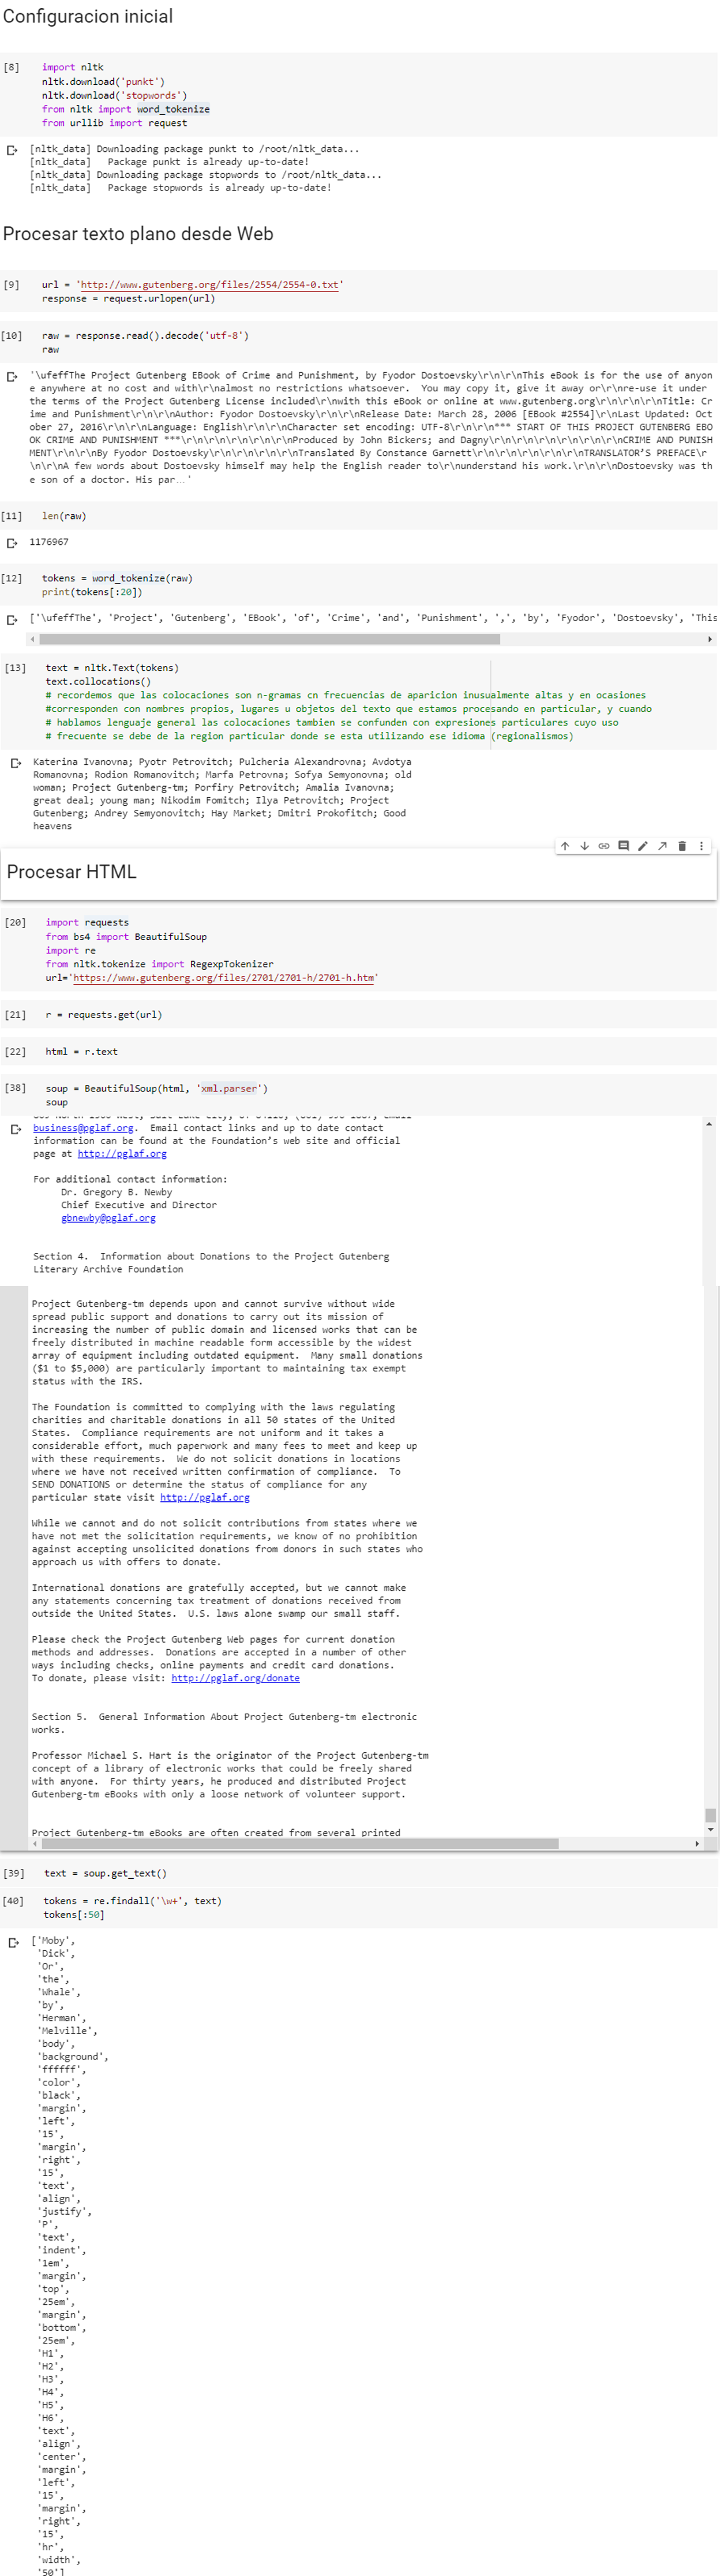 Configuracion inicial
[8] import nltk
nltk.download('punkt')
nltk.download('stopwords')
from nltk import word_tokenize
from urllib import request
[nltk_data] Downloading package punkt to /root/nltk_data...
[nltk_data]   Package punkt is already up-to-date!
[nltk_data] Downloading package stopwords to /root/nltk_data...
[nltk_data]   Package stopwords is already up-to-date!
Procesar texto plano desde Web
[9] url = 'http://www.gutenberg.org/files/2554/2554-0.txt'
response = request.urlopen(url)
[10] raw = response.read().decode('utf-8')
raw
'\ufeffThe Project Gutenberg EBook of Crime and Punishment, by Fyodor Dostoevsky\r\n\r\nThis eBook is for the use of anyon
e anywhere at no cost and with\r\nalmost no restrictions whatsoever.  You may copy it, give it away or\r\nre-use it under
the terms of the Project Gutenberg License included\r\nwith this eBook or online at www.gutenberg.org\r\n\r\n\r\nTitle: Cr
ime and Punishment\r\n\r\nAuthor: Fyodor Dostoevsky\r\n\r\nRelease Date: March 28, 2006 [EBook #2554]\r\nLast Updated: Oct
ober 27, 2016\r\n\r\nLanguage: English\r\n\r\nCharacter set encoding: UTF-8\r\n\r\n*** START OF THIS PROJECT GUTENBERG EBO
OK CRIME AND PUNISHMENT ***\r\n\r\n\r\n\r\n\r\nProduced by John Bickers; and Dagny\r\n\r\n\r\n\r\n\r\n\r\nCRIME AND PUNISH
MENT\r\n\r\nBy Fyodor Dostoevsky\r\n\r\n\r\n\r\nTranslated By Constance Garnett\r\n\r\n\r\n\r\n\r\nTRANSLATOR’S PREFACE\r
\n\r\nA few words about Dostoevsky himself may help the English reader to\r\nunderstand his work.\r\n\r\nDostoevsky was th
e son of a doctor. His par...'
[11] len(raw)
1176967
[12] tokens = word_tokenize(raw)
print(tokens[:20])
['\ufeffThe', 'Project', 'Gutenberg', 'EBook', 'of', 'Crime', 'and', 'Punishment', ',', 'by', 'Fyodor', 'Dostoevsky', 'This
[13] text = nltk.Text(tokens)
text.collocations()
# recordemos que las colocaciones son n-gramas cn frecuencias de aparicion inusualmente altas y en ocasiones
#corresponden con nombres propios, lugares u objetos del texto que estamos procesando en particular, y cuando
# hablamos lenguaje general las colocaciones tambien se confunden con expresiones particulares cuyo uso
# frecuente se debe de la region particular donde se esta utilizando ese idioma (regionalismos)
Katerina Ivanovna; Pyotr Petrovitch; Pulcheria Alexandrovna; Avdotya
Romanovna; Rodion Romanovitch; Marfa Petrovna; Sofya Semyonovna; old
woman; Project Gutenberg-tm; Porfiry Petrovitch; Amalia Ivanovna;
great deal; young man; Nikodim Fomitch; Ilya Petrovitch; Project
Gutenberg; Andrey Semyonovitch; Hay Market; Dmitri Prokofitch; Good
heavens
Procesar HTML
[20] import requests
from bs4 import BeautifulSoup
import re
from nltk.tokenize import RegexpTokenizer
url='https://www.gutenberg.org/files/2701/2701-h/2701-h.htm'
[21] r = requests.get(url)
[22] html = r.text
[38] soup = BeautifulSoup(html, 'xml.parser')
soup
business@pglaf.org.  Email contact links and up to date contact
information can be found at the Foundation’s web site and official
page at http://pglaf.org
For additional contact information:
Dr. Gregory B. Newby
Chief Executive and Director
gbnewby@pglaf.org
Section 4.  Information about Donations to the Project Gutenberg
Literary Archive Foundation
Project Gutenberg-tm depends upon and cannot survive without wide
spread public support and donations to carry out its mission of
increasing the number of public domain and licensed works that can be
freely distributed in machine readable form accessible by the widest
array of equipment including outdated equipment.  Many small donations
($1 to $5,000) are particularly important to maintaining tax exempt
status with the IRS.
The Foundation is committed to complying with the laws regulating
charities and charitable donations in all 50 states of the United
States.  Compliance requirements are not uniform and it takes a
considerable effort, much paperwork and many fees to meet and keep up
with these requirements.  We do not solicit donations in locations
where we have not received written confirmation of compliance.  To
SEND DONATIONS or determine the status of compliance for any
particular state visit http://pglaf.org
While we cannot and do not solicit contributions from states where we
have not met the solicitation requirements, we know of no prohibition
against accepting unsolicited donations from donors in such states who
approach us with offers to donate.
International donations are gratefully accepted, but we cannot make
any statements concerning tax treatment of donations received from
outside the United States.  U.S. laws alone swamp our small staff.
Please check the Project Gutenberg Web pages for current donation
methods and addresses.  Donations are accepted in a number of other
ways including checks, online payments and credit card donations.
To donate, please visit: http://pglaf.org/donate
Section 5.  General Information About Project Gutenberg-tm electronic
works.
Professor Michael S. Hart is the originator of the Project Gutenberg-tm
concept of a library of electronic works that could be freely shared
with anyone.  For thirty years, he produced and distributed Project
Gutenberg-tm eBooks with only a loose network of volunteer support.
Project Gutenberg-tm eBooks are often created from several printed
[39] text = soup.get_text()
[40] tokens = re.findall('\w+', text)
tokens[:50]
['Moby',
'Dick',
'Or',
'the',
'Whale',
'by',
'Herman',
'Melville',
'body',
'background',
'ffffff',
'color',
'black',
'margin',
'left',
'15',
'margin',
'right',
'15',
'text',
'align',
'justify',
'P',
'text',
'indent',
'1em',
'margin',
'top',
'25em',
'margin',
'bottom',
'25em',
'H1',
'H2',
'H3',
'H4',
'H5',
'H6',
'text',
'align',
'center',
'margin',
'left',
'15',
'margin',
'right',
'15',
'hr',
'width',
'50']